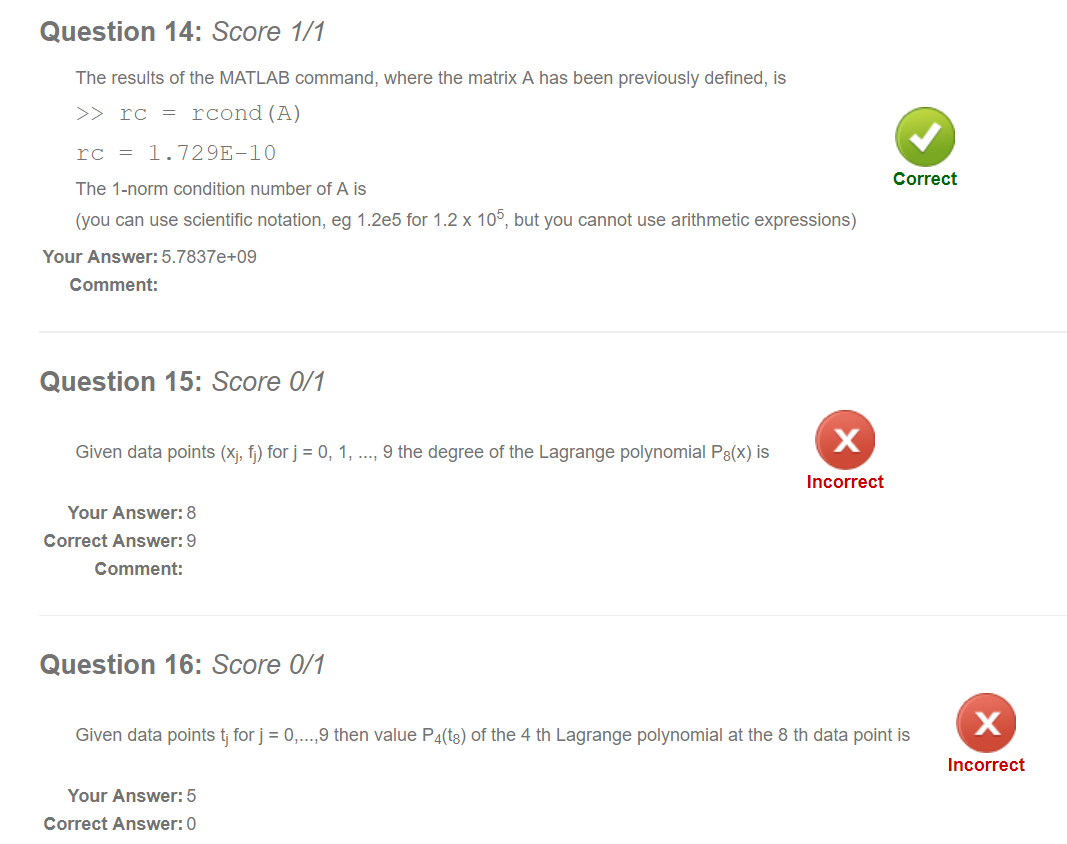 Question 14: Score 1/1
The results of the MATLAB command, where the matrix A has been previously defined, is
>> rc = rcond(A)
rc = 1.729E-10
Correct
The 1-norm condition number of A is
(you can use scientific notation, eg 1.2e5 for 1.2 x 10⁵, but you cannot use arithmetic expressions)
Your Answer: 5.7837e+09
Comment:
Question 15: Score 0/1
Given data points (xⱼ, fⱼ) for j = 0, 1, ..., 9 the degree of the Lagrange polynomial P₈(x) is
Incorrect
Your Answer: 8
Correct Answer: 9
Comment:
Question 16: Score 0/1
Given data points tⱼ for j = 0,...,9 then value P₄(t₈) of the 4 th Lagrange polynomial at the 8 th data point is
Incorrect
Your Answer: 5
Correct Answer: 0